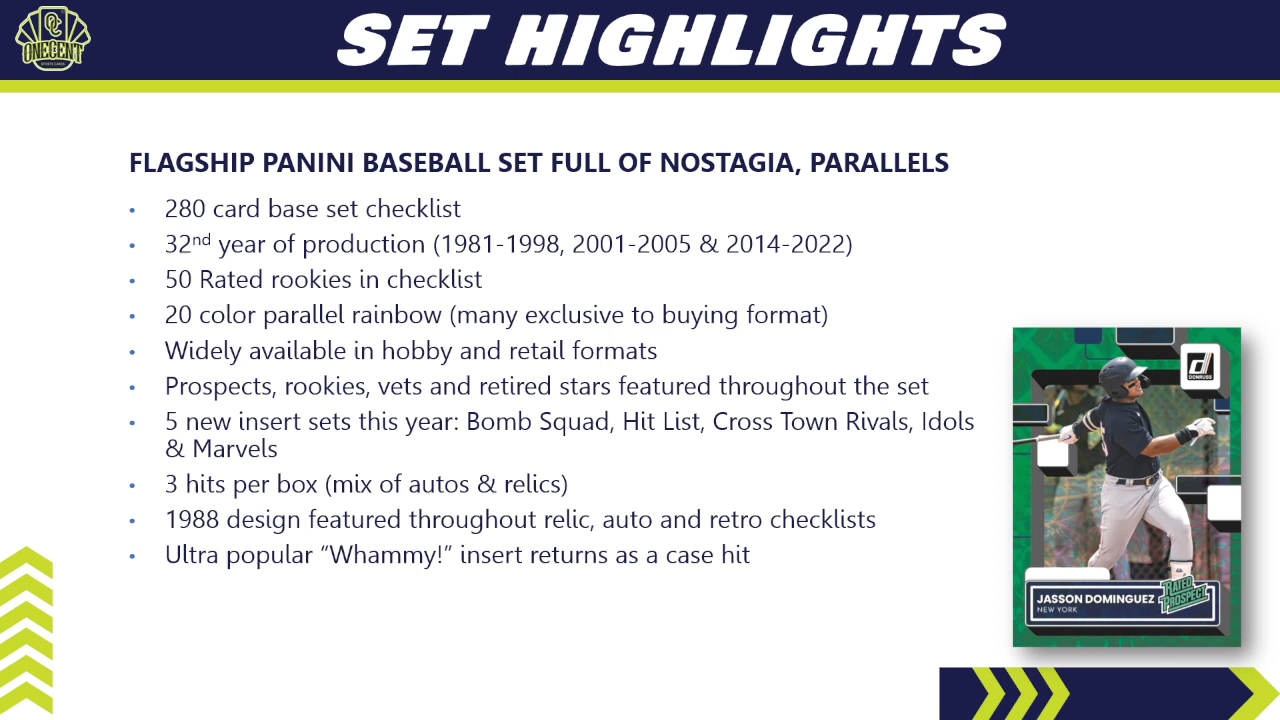 OC
ONECENT
SPORTS CARDS
SET HIGHLIGHTS
FLAGSHIP PANINI BASEBALL SET FULL OF NOSTAGIA, PARALLELS
• 280 card base set checklist
• 32nd year of production (1981-1998, 2001-2005 & 2014-2022)
• 50 Rated rookies in checklist
• 20 color parallel rainbow (many exclusive to buying format)
• Widely available in hobby and retail formats
• Prospects, rookies, vets and retired stars featured throughout the set
• 5 new insert sets this year: Bomb Squad, Hit List, Cross Town Rivals, Idols
& Marvels
• 3 hits per box (mix of autos & relics)
• 1988 design featured throughout relic, auto and retro checklists
• Ultra popular “Whammy!” insert returns as a case hit
d
DONRUSS
JASSON DOMINGUEZ
NEW YORK
RATED
PROSPECT